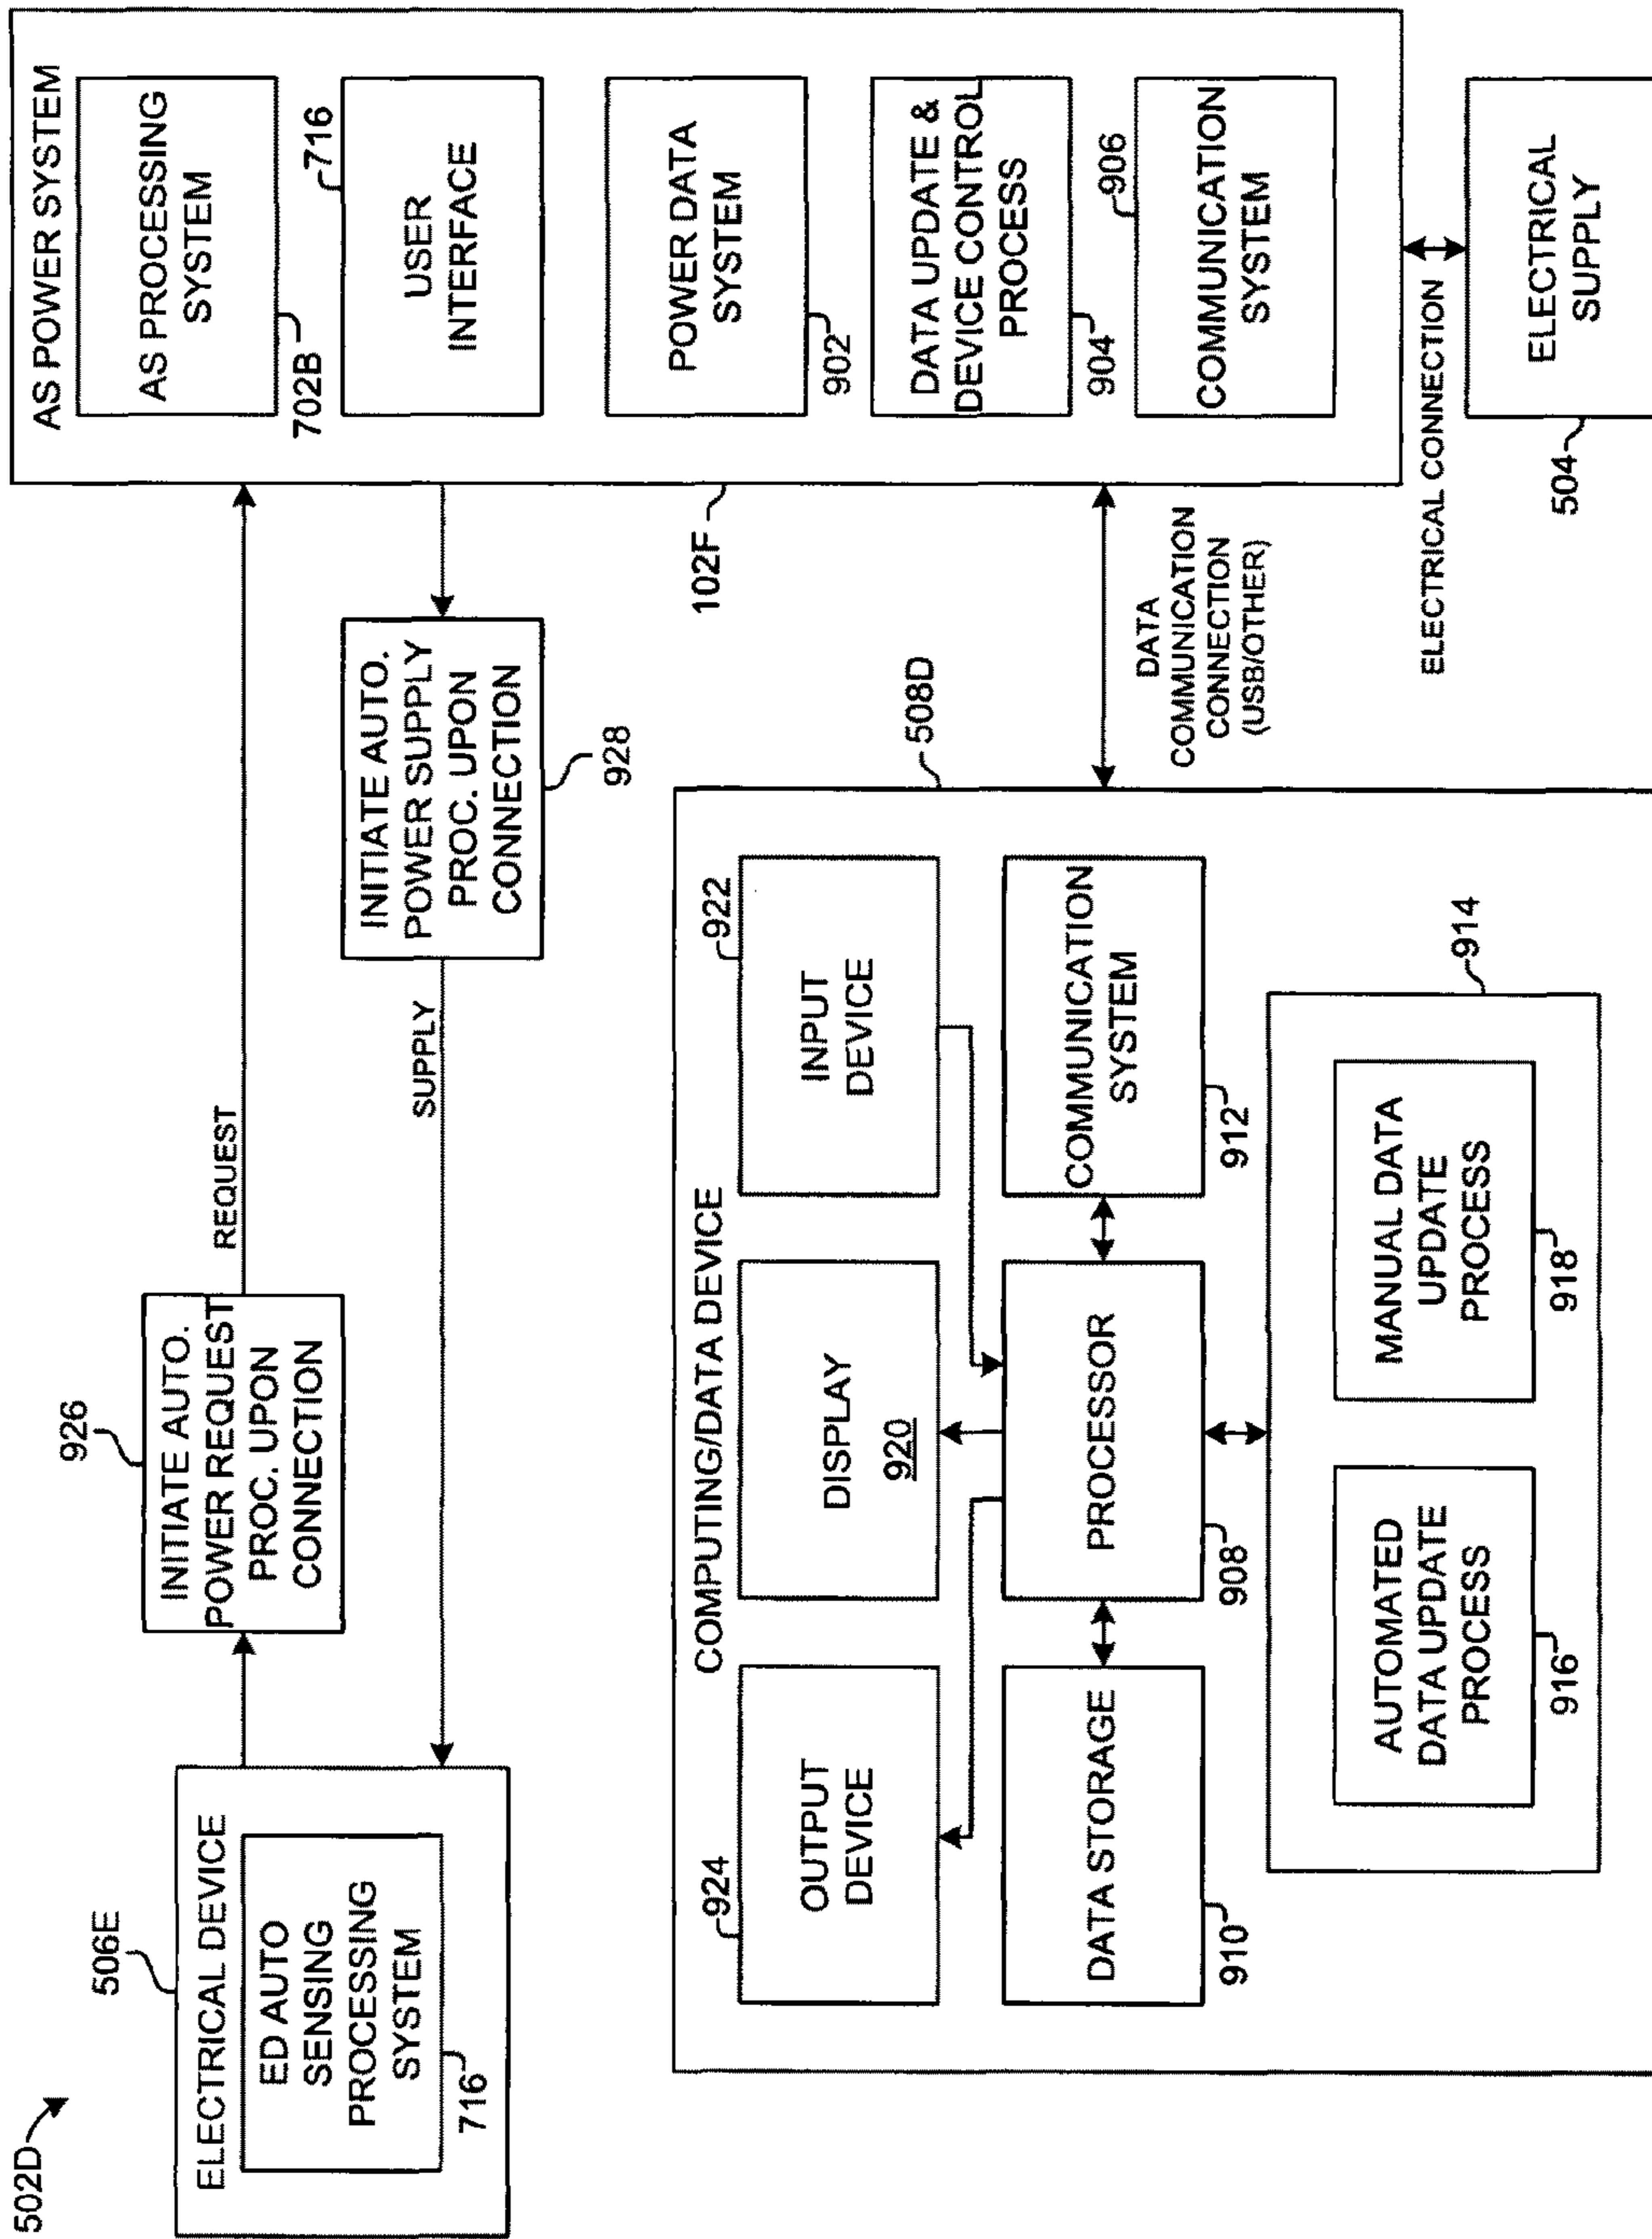 502D
506E
ELECTRICAL DEVICE
ED AUTO
SENSING
PROCESSING
SYSTEM
716
926
INITIATE AUTO.
POWER REQUEST
PROC. UPON
CONNECTION
REQUEST
SUPPLY
INITIATE AUTO.
POWER SUPPLY
PROC. UPON
CONNECTION
928
AS POWER SYSTEM
AS PROCESSING
SYSTEM
702B
716
USER
INTERFACE
POWER DATA
SYSTEM
902
DATA UPDATE &
DEVICE CONTROL
PROCESS
904
906
COMMUNICATION
SYSTEM
102F
DATA
COMMUNICATION
CONNECTION
(USB/OTHER)
ELECTRICAL CONNECTION
ELECTRICAL
SUPPLY
504
508D
COMPUTING/DATA DEVICE
924
OUTPUT
DEVICE
DISPLAY
920
922
INPUT
DEVICE
DATA STORAGE
910
PROCESSOR
908
COMMUNICATION
SYSTEM
912
914
AUTOMATED
DATA UPDATE
PROCESS
916
MANUAL DATA
UPDATE
PROCESS
918